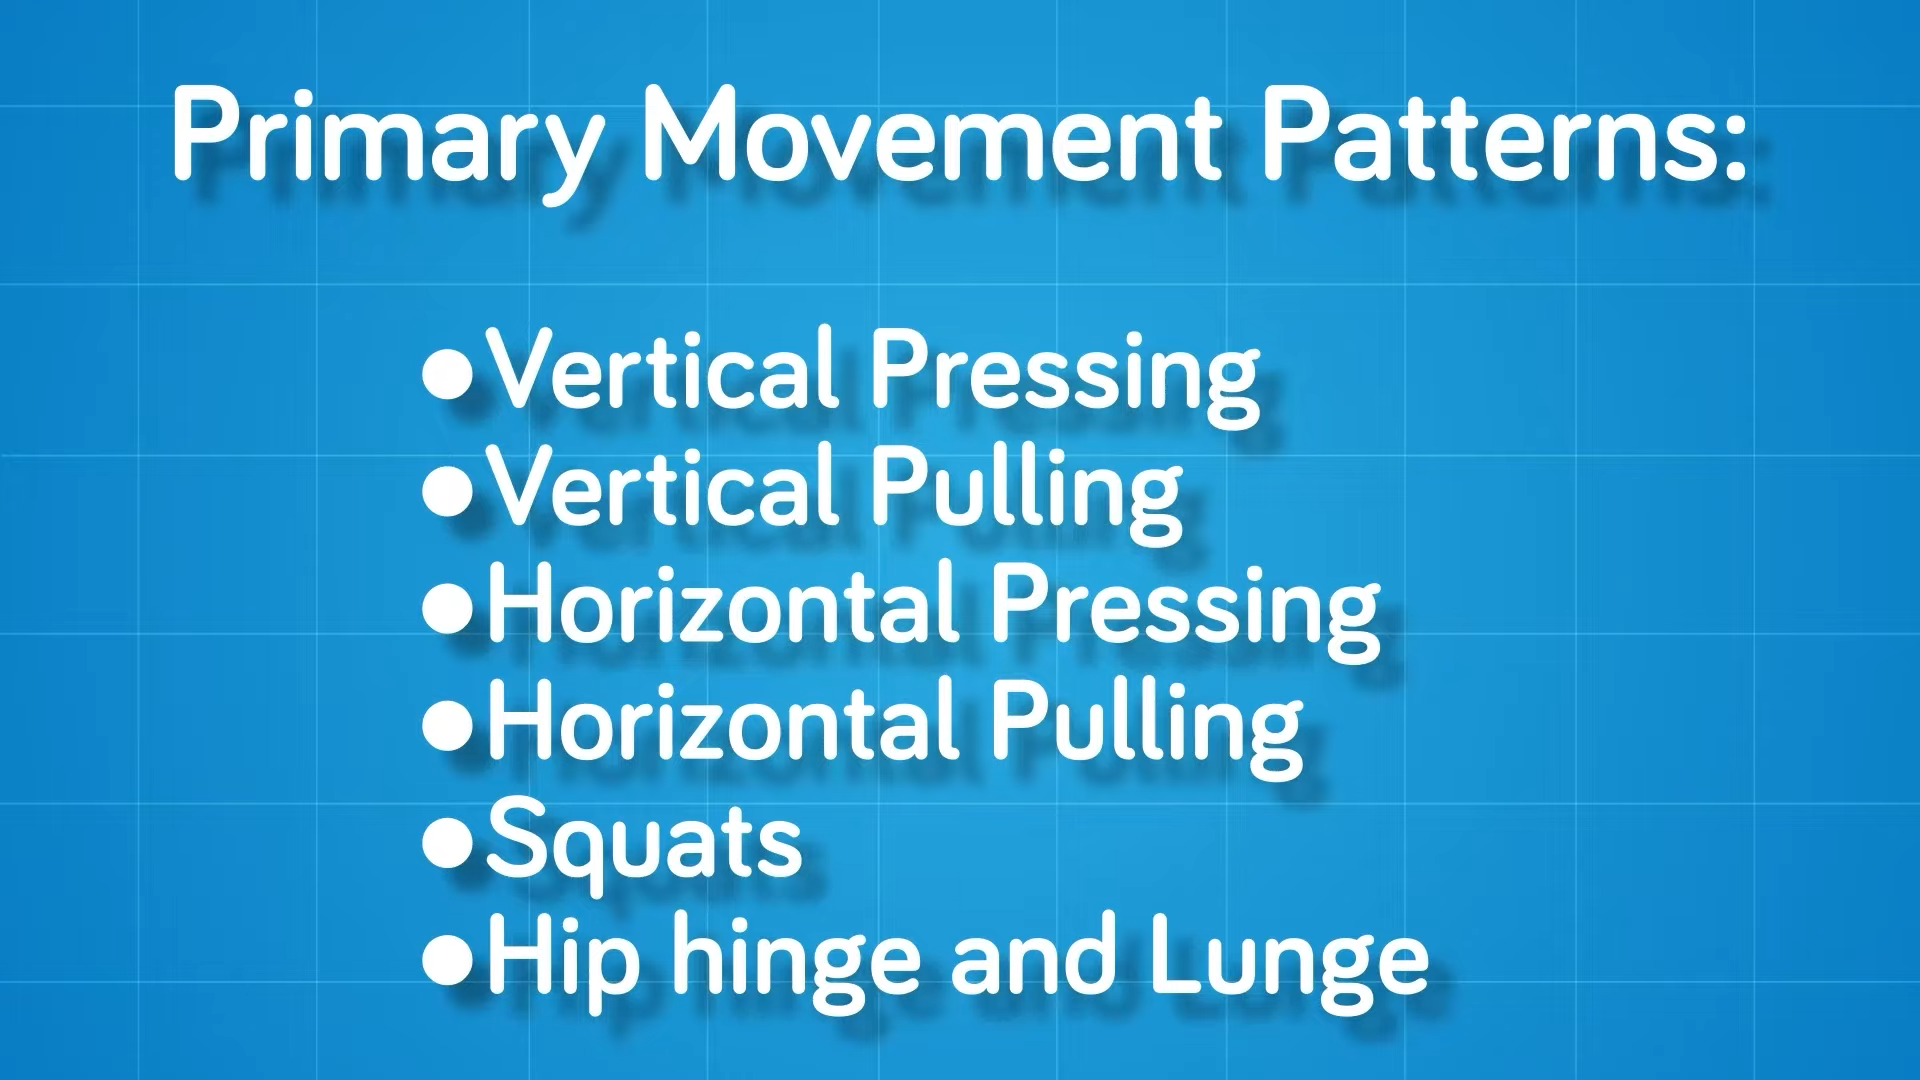 Primary Movement Patterns:
●Vertical Pressing
●Vertical Pulling
●Horizontal Pressing
●Horizontal Pulling
●Squats
●Hip hinge and Lunge